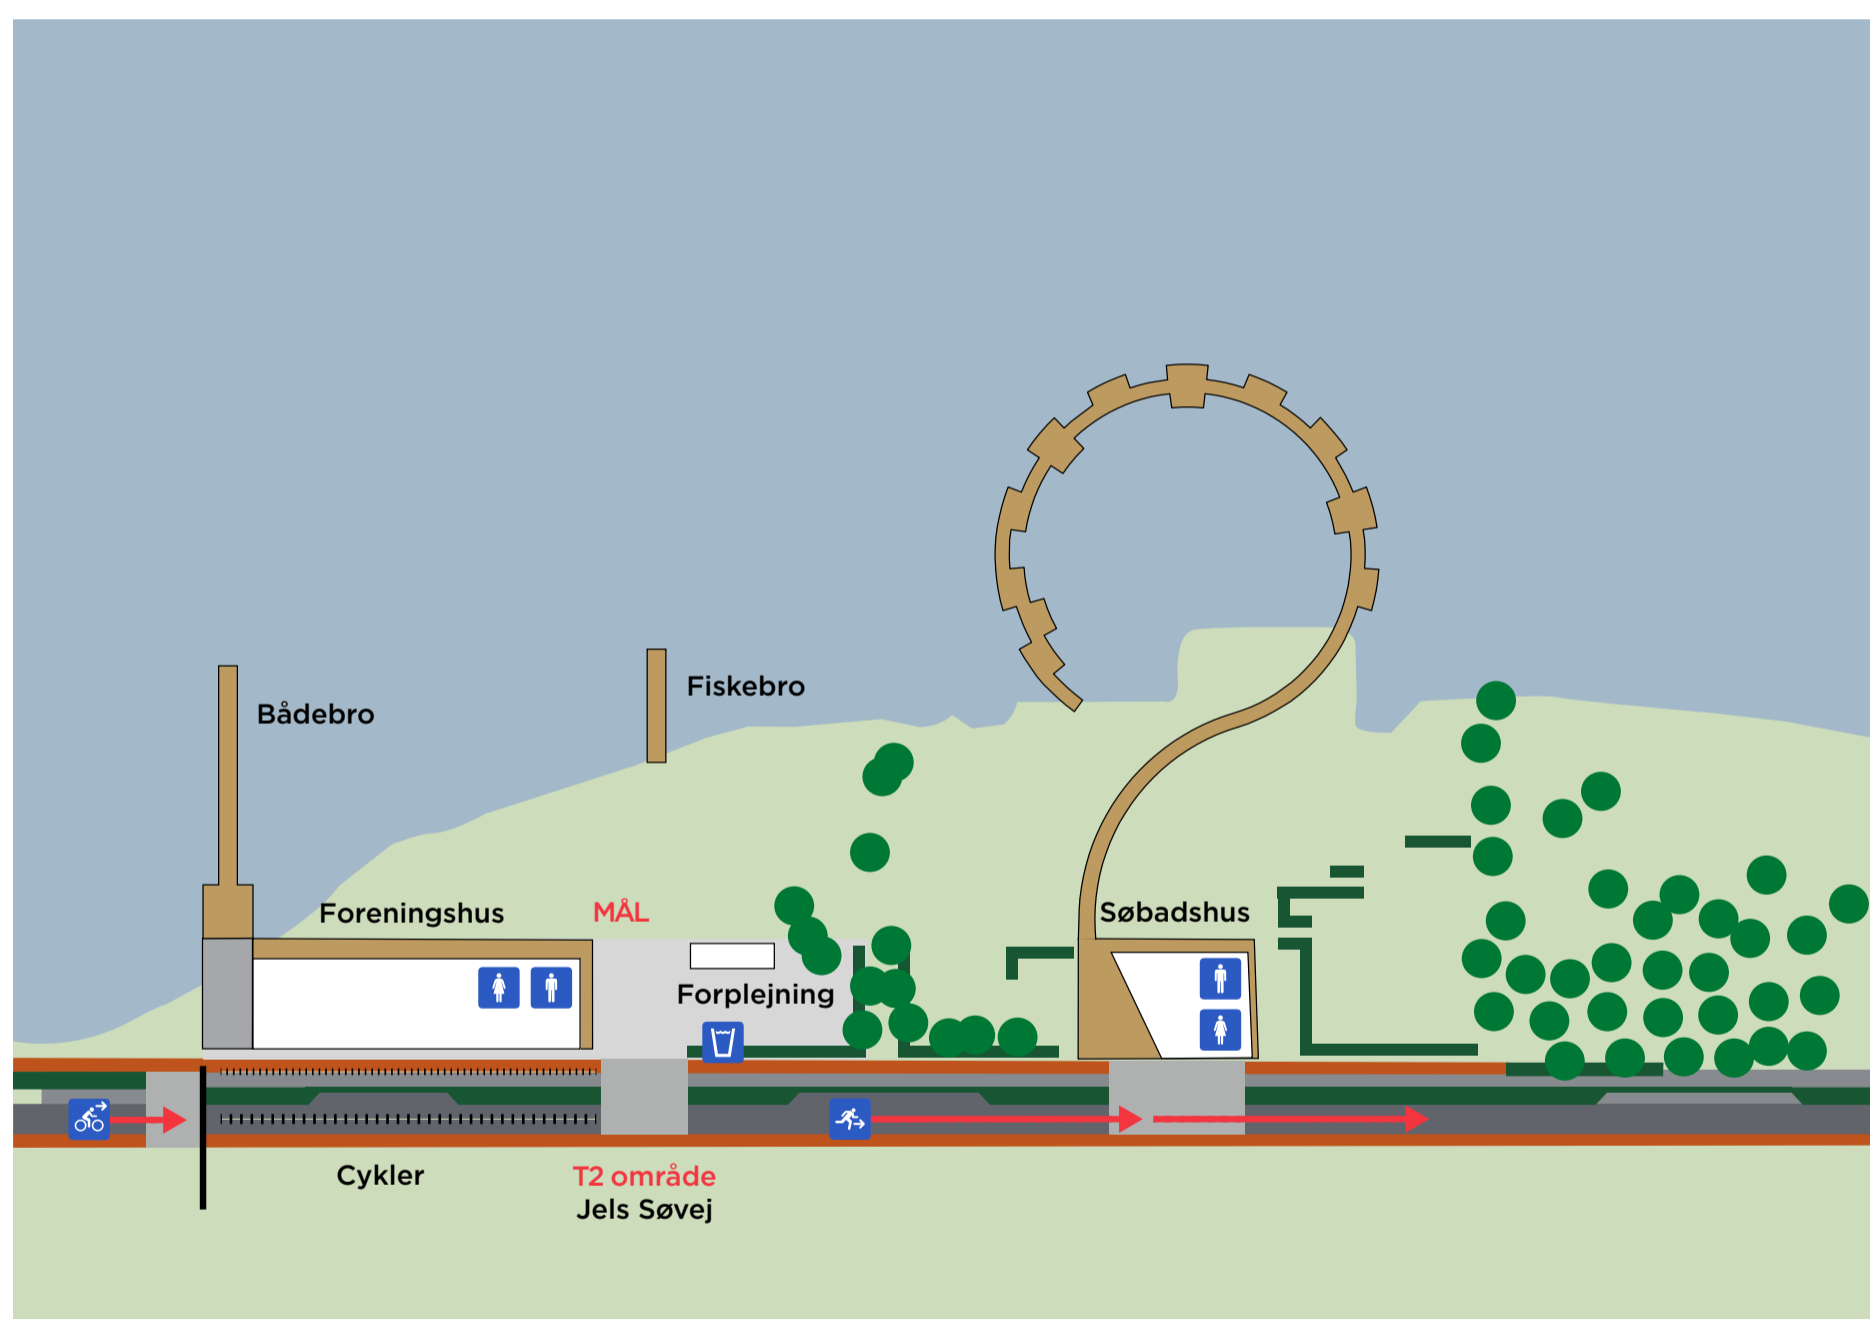 Fiskebro
Bådebro
Foreningshus
MÅL
Søbadshus
Forplejning
Cykler
T2 område
Jels Søvej